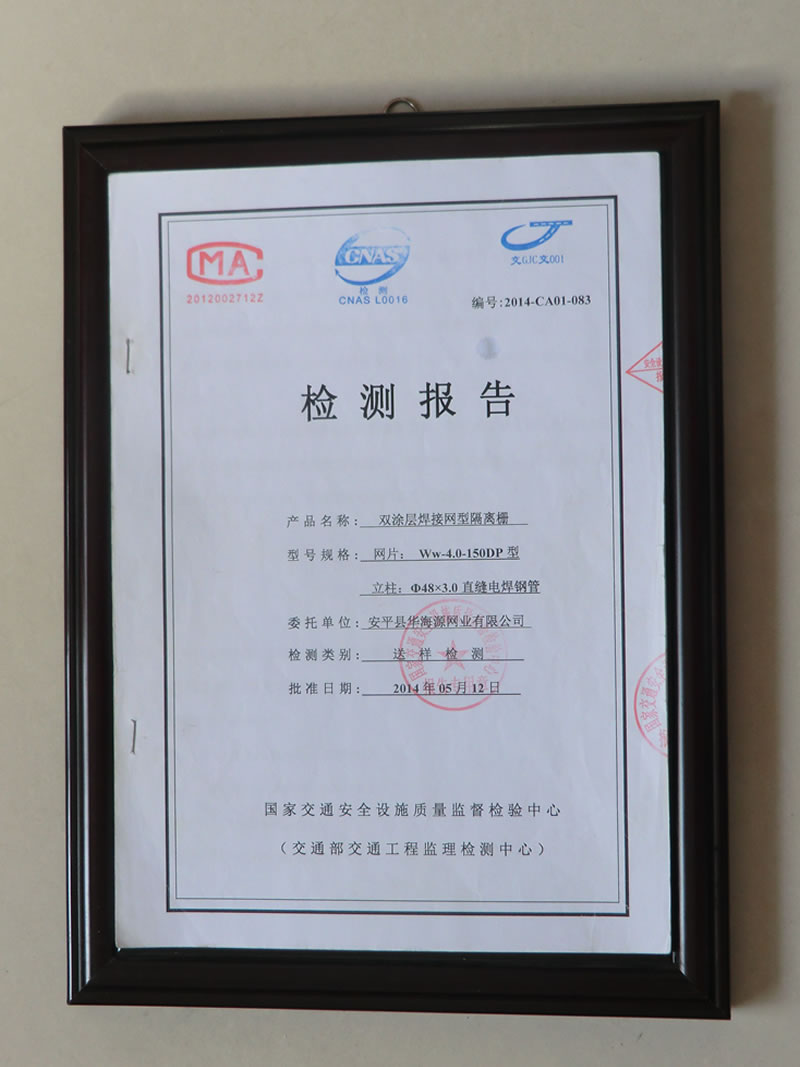 CMA
2012002712Z
CNAS
检 测
CNAS L0016
交GJC交001
编号:2014-CA01-083
检测报告
产品名称: 双涂层焊接网型隔离栅
型号规格: 网片: Ww-4.0-150DP 型
立柱: Φ48×3.0 直缝电焊钢管
委托单位: 安平县华海源网业有限公司
检测类别: 送 样 检 测
批准日期: 2014 年 05 月 12 日
国家交通安全设施质量监督检验中心
(交通部交通工程监理检测中心)